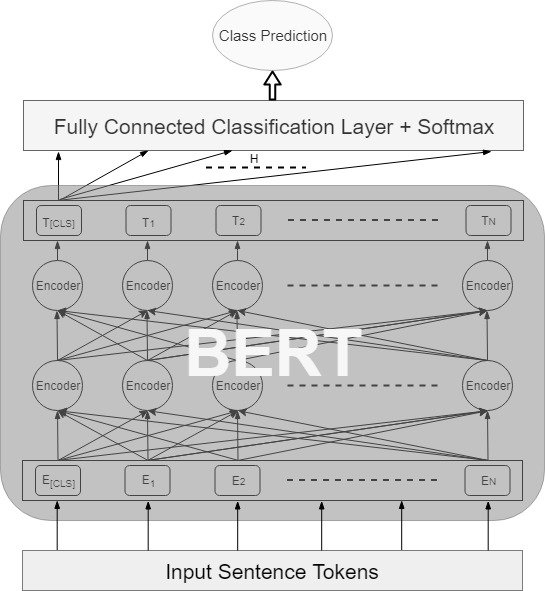 Class Prediction
Fully Connected Classification Layer + Softmax
H
T[CLS] T1 T2 TN
Encoder Encoder Encoder Encoder
BERT
Encoder Encoder Encoder Encoder
E[CLS] E1 E2 EN
Input Sentence Tokens